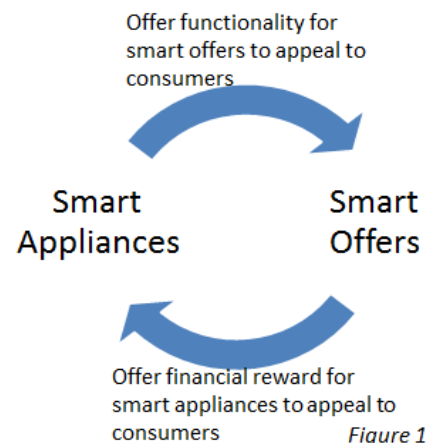 Offer functionality for
smart offers to appeal to
consumers
Smart
Appliances
Smart
Offers
Offer financial reward for
smart appliances to appeal to
consumers
Figure 1